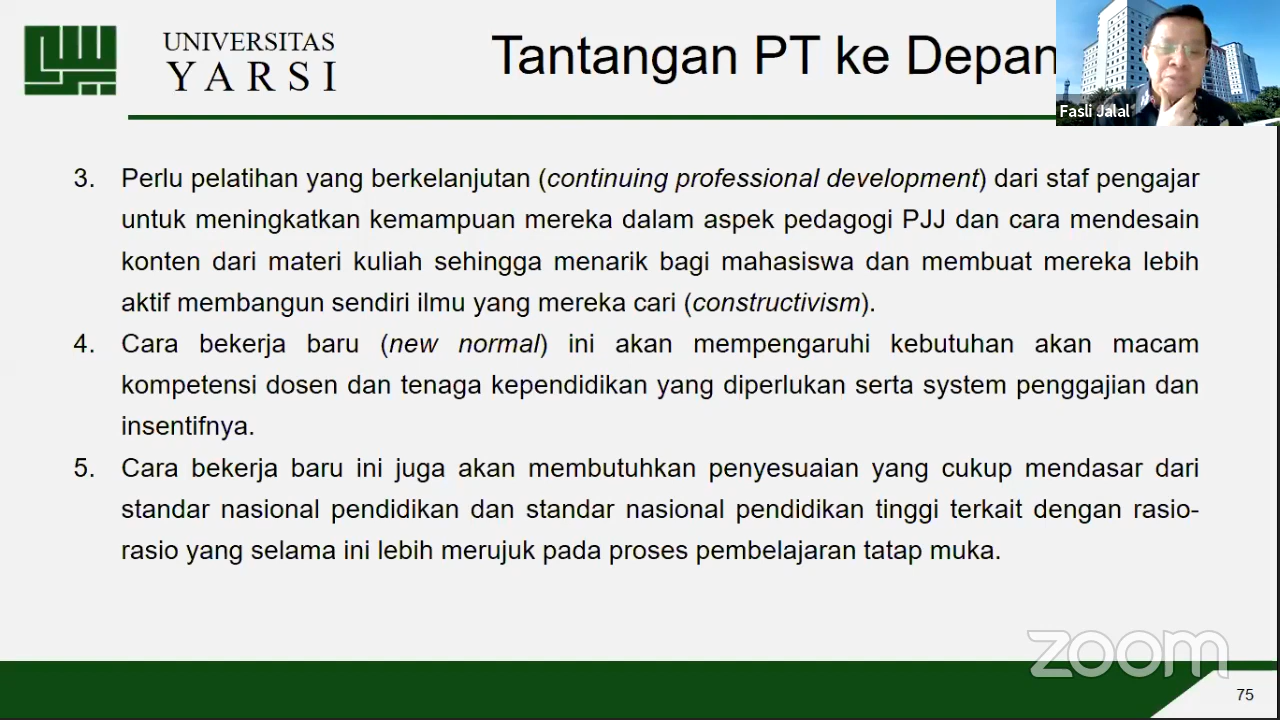 UNIVERSITAS
YARSI
Tantangan PT ke Depan
Fasli Jalal
3. Perlu pelatihan yang berkelanjutan (continuing professional development) dari staf pengajar
untuk meningkatkan kemampuan mereka dalam aspek pedagogi PJJ dan cara mendesain
konten dari materi kuliah sehingga menarik bagi mahasiswa dan membuat mereka lebih
aktif membangun sendiri ilmu yang mereka cari (constructivism).
4. Cara bekerja baru (new normal) ini akan mempengaruhi kebutuhan akan macam
kompetensi dosen dan tenaga kependidikan yang diperlukan serta system penggajian dan
insentifnya.
5. Cara bekerja baru ini juga akan membutuhkan penyesuaian yang cukup mendasar dari
standar nasional pendidikan dan standar nasional pendidikan tinggi terkait dengan rasio-
rasio yang selama ini lebih merujuk pada proses pembelajaran tatap muka.
zoom
75